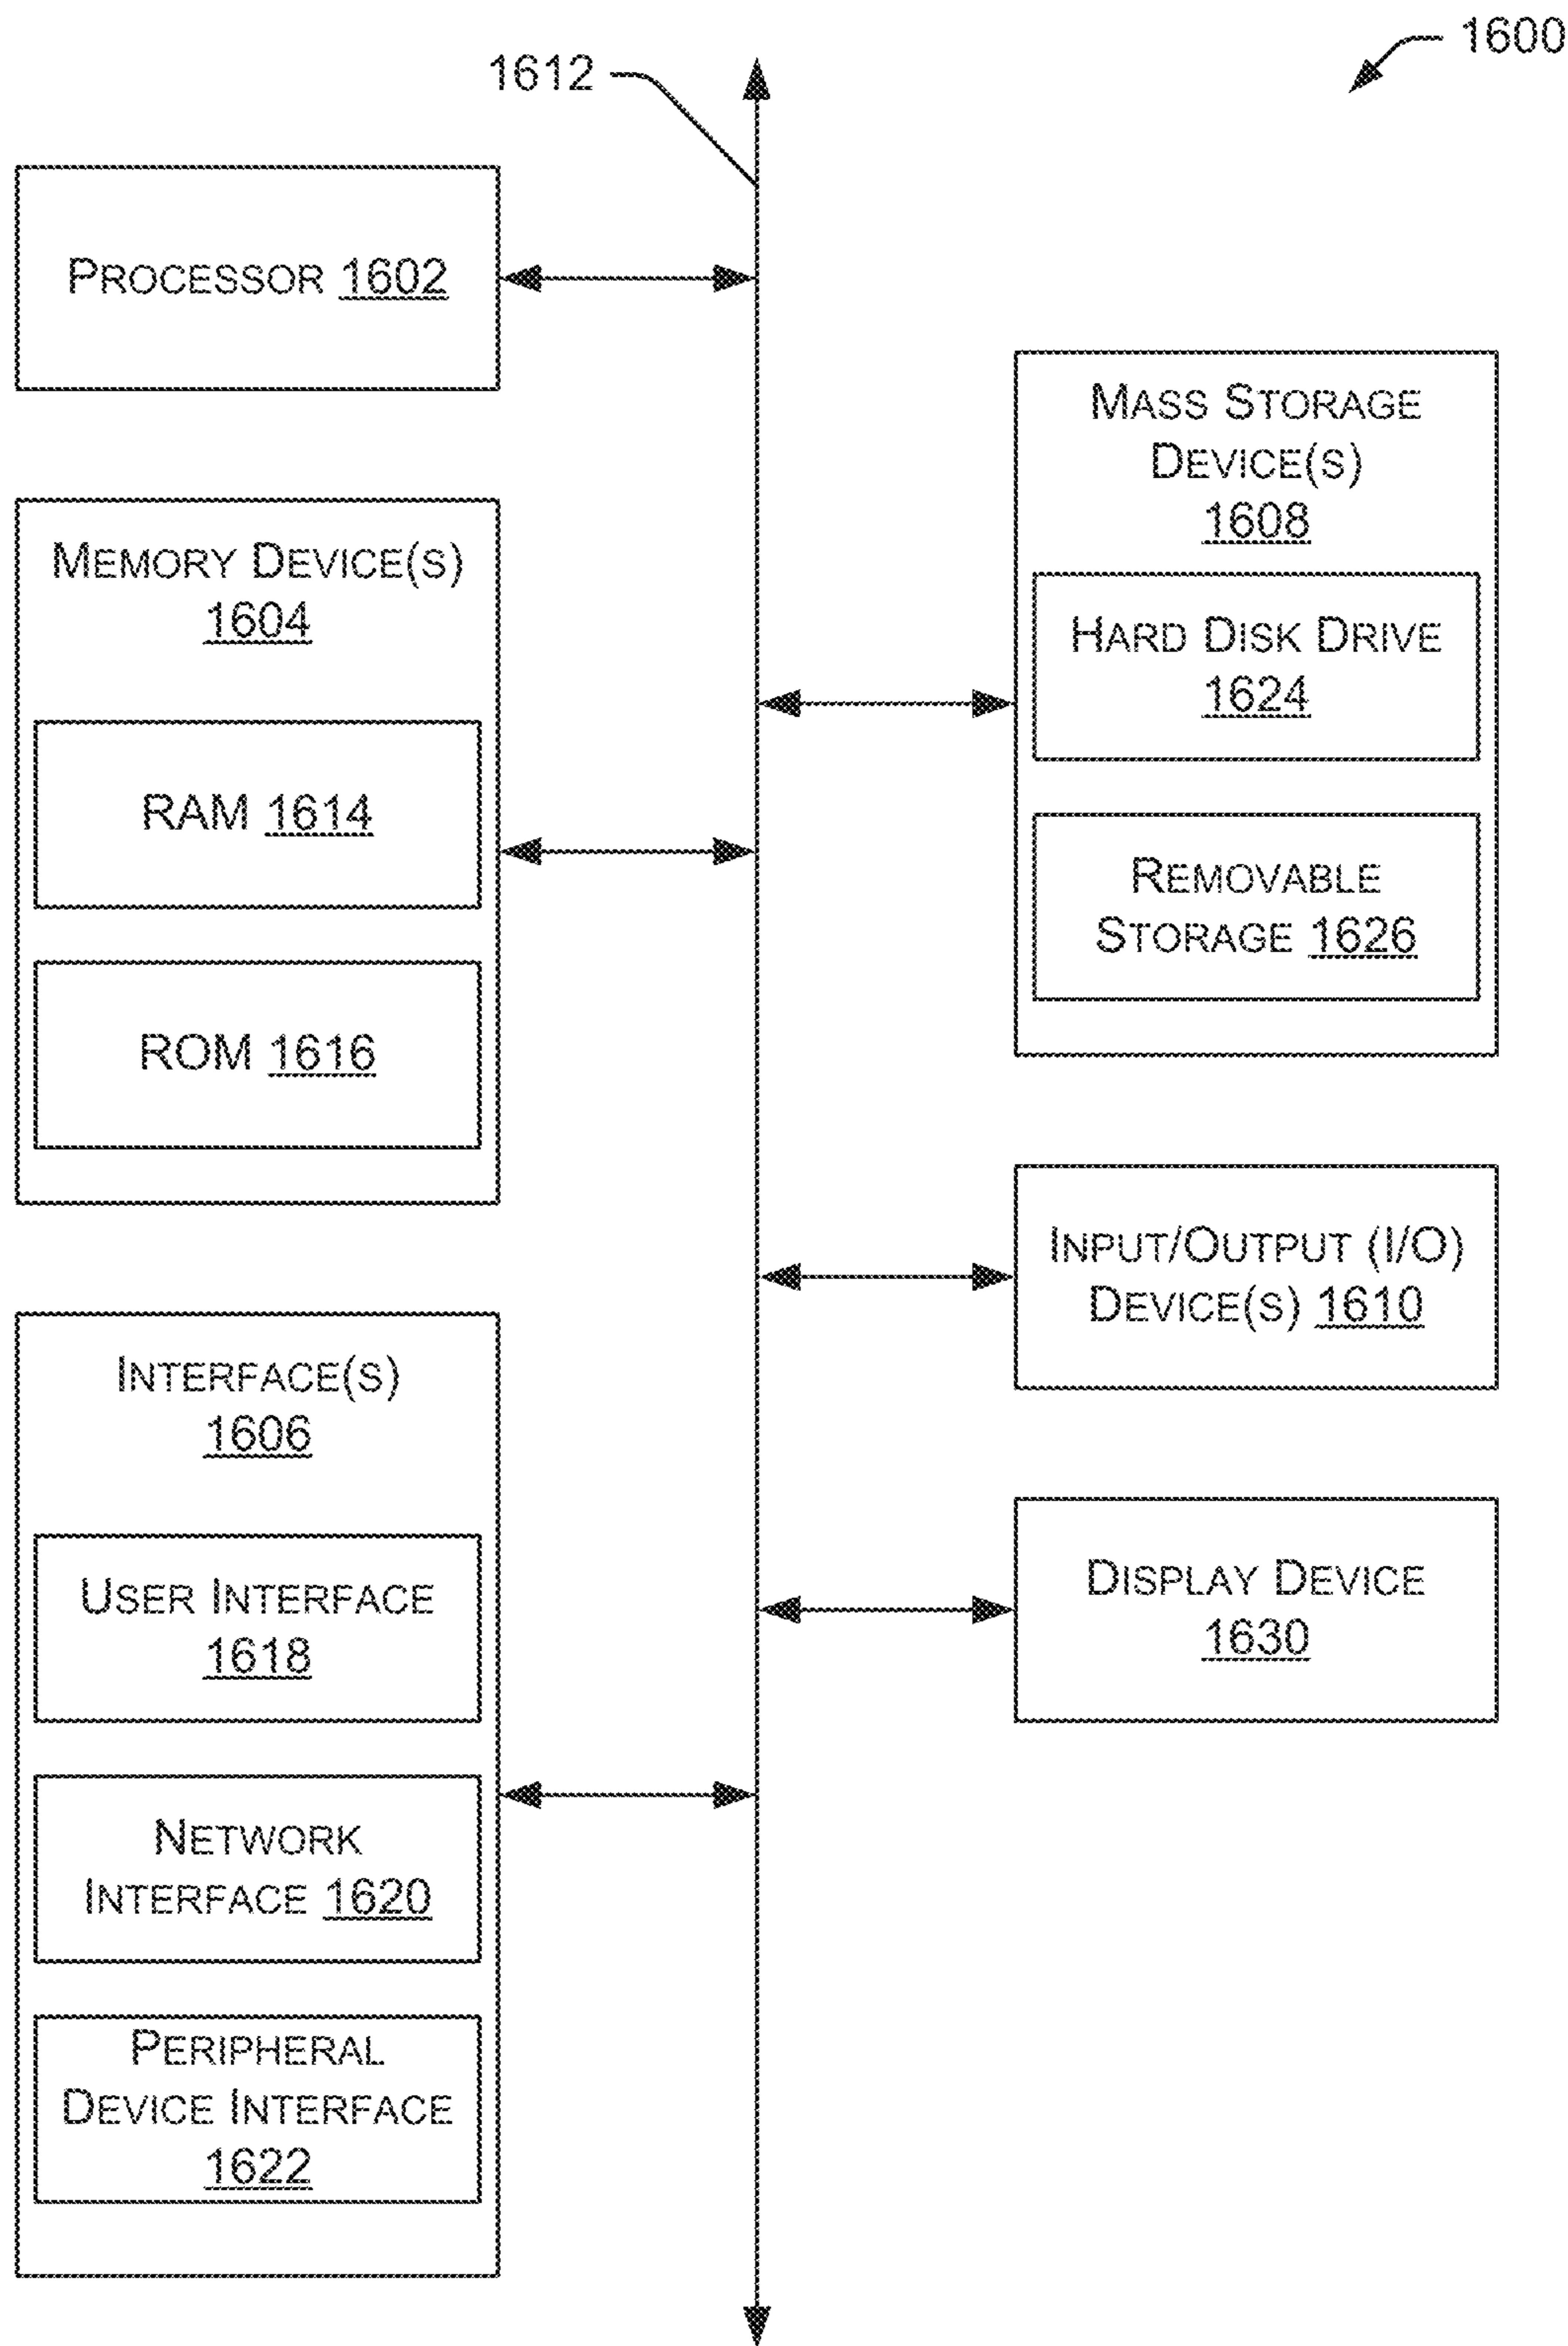 1600
1612
PROCESSOR 1602
MEMORY DEVICE(S)
1604
RAM 1614
ROM 1616
INTERFACE(S)
1606
USER INTERFACE
1618
NETWORK
INTERFACE 1620
PERIPHERAL
DEVICE INTERFACE
1622
MASS STORAGE
DEVICE(S)
1608
HARD DISK DRIVE
1624
REMOVABLE
STORAGE 1626
INPUT/OUTPUT (I/O)
DEVICE(S) 1610
DISPLAY DEVICE
1630